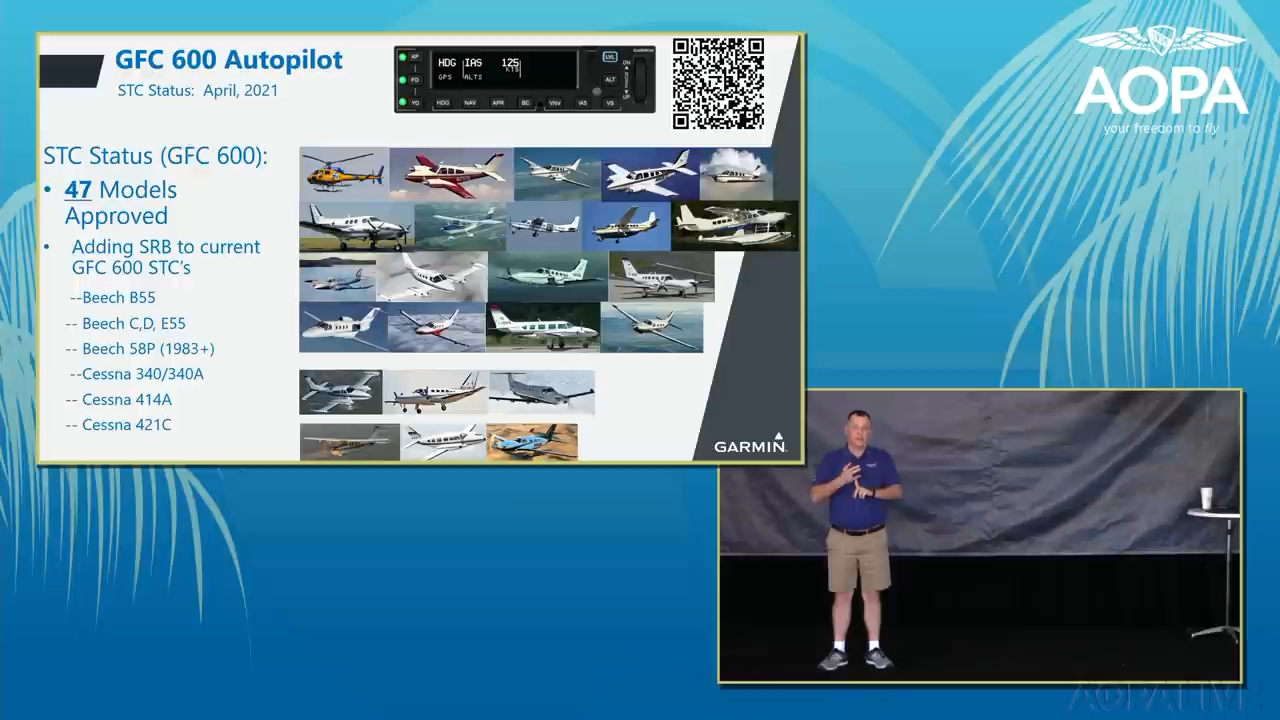 GFC 600 Autopilot
STC Status: April, 2021
GARMIN
AP
HDG IAS 125
KTS
GPS ALTS
LVL
DN
FD
ALT
UP
YD
HDG NAV APR BC VNV IAS VS
AOPA
your freedom to fly
STC Status (GFC 600):
• 47 Models
Approved
• Adding SRB to current
GFC 600 STC’s
--Beech B55
-- Beech C,D, E55
-- Beech 58P (1983+)
--Cessna 340/340A
-- Cessna 414A
-- Cessna 421C
GARMIN